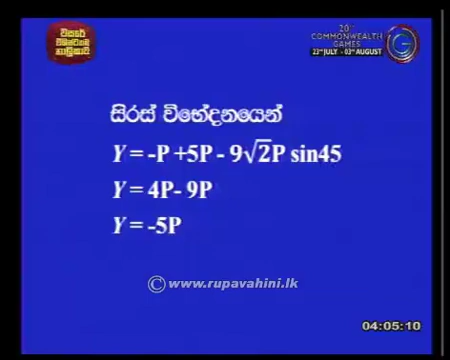 20th
COMMONWEALTH
GAMES
23rd JULY - 03rd AUGUST
සිරස් විභේදනයෙන්
Y = -P +5P - 9√2P sin45
Y = 4P- 9P
Y = -5P
© www.rupavahini.lk
04:05:10